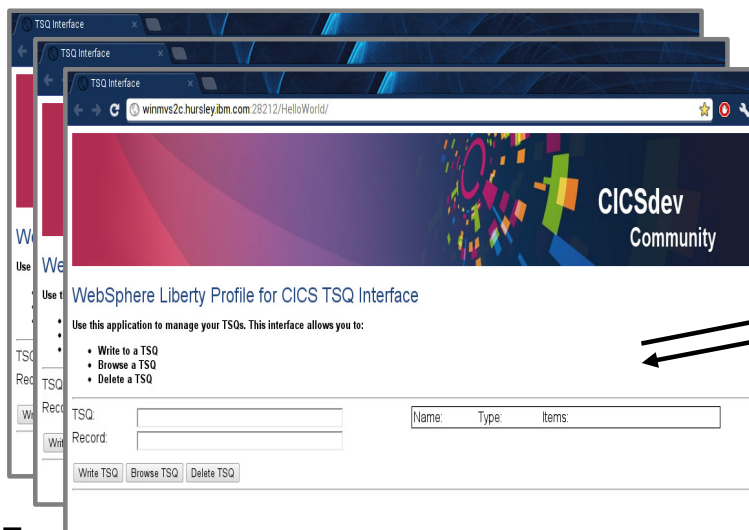 TSQ Interface
TSQ Interface
TSQ Interface
winmvs2c.hursley.ibm.com:28212/HelloWorld/
CICSdev
Community
WebSphere Liberty Profile for CICS TSQ Interface
Use this application to manage your TSQs. This interface allows you to:
• Write to a TSQ
• Browse a TSQ
• Delete a TSQ
TSQ:
Record:
Name: Type: Items:
Write TSQ Browse TSQ Delete TSQ